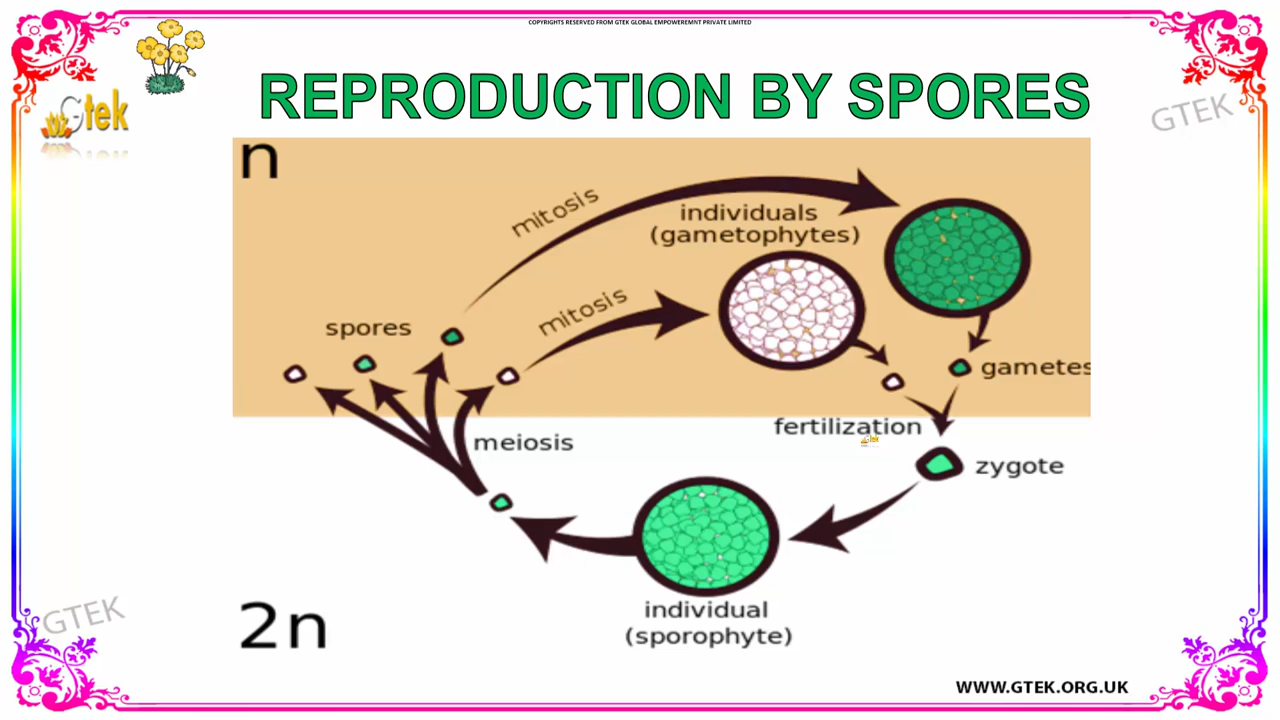 COPYRIGHTS RESERVED FROM GTEK GLOBAL EMPOWEREMNT PRIVATE LIMITED
Gtek
GTEK
REPRODUCTION BY SPORES
n
mitosis
individuals
(gametophytes)
mitosis
spores
gametes
fertilization
Gtek
meiosis
zygote
individual
(sporophyte)
2n
GTEK
WWW.GTEK.ORG.UK